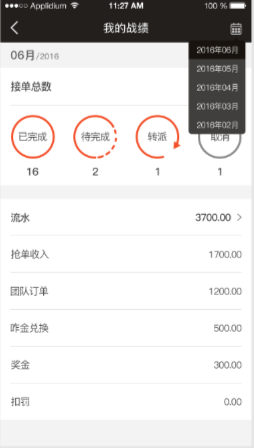 Applidium 11:27 AM 100%
我的战绩
06月/2016
2016年06月
2016年05月
2016年04月
2016年03月
2016年02月
接单总数
已完成 待完成 转派 取消
16 2 1 1
流水 3700.00
抢单收入 1700.00
团队订单 1200.00
咋金兑换 500.00
奖金 300.00
扣罚 0.00